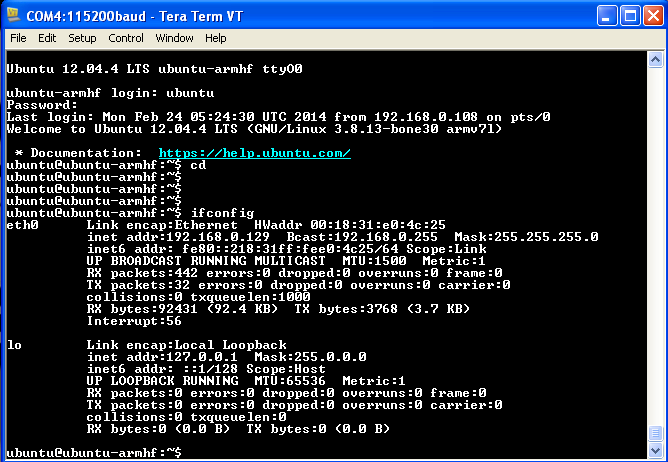 COM4:115200baud - Tera Term VT
File Edit Setup Control Window Help
Ubuntu 12.04.4 LTS ubuntu-armhf ttyO0
ubuntu-armhf login: ubuntu
Password:
Last login: Mon Feb 24 05:24:30 UTC 2014 from 192.168.0.108 on pts/0
Welcome to Ubuntu 12.04.4 LTS (GNU/Linux 3.8.13-bone30 armv7l)
* Documentation: https://help.ubuntu.com/
ubuntu@ubuntu-armhf:~$ cd
ubuntu@ubuntu-armhf:~$
ubuntu@ubuntu-armhf:~$
ubuntu@ubuntu-armhf:~$ ifconfig
eth0 Link encap:Ethernet HWaddr 00:18:31:e0:4c:25
inet addr:192.168.0.129 Bcast:192.168.0.255 Mask:255.255.255.0
inet6 addr: fe80::218:31ff:fee0:4c25/64 Scope:Link
UP BROADCAST RUNNING MULTICAST MTU:1500 Metric:1
RX packets:442 errors:0 dropped:0 overruns:0 frame:0
TX packets:32 errors:0 dropped:0 overruns:0 carrier:0
collisions:0 txqueuelen:1000
RX bytes:92431 (92.4 KB) TX bytes:3768 (3.7 KB)
Interrupt:56
lo Link encap:Local Loopback
inet addr:127.0.0.1 Mask:255.0.0.0
inet6 addr: ::1/128 Scope:Host
UP LOOPBACK RUNNING MTU:65536 Metric:1
RX packets:0 errors:0 dropped:0 overruns:0 frame:0
TX packets:0 errors:0 dropped:0 overruns:0 carrier:0
collisions:0 txqueuelen:0
RX bytes:0 (0.0 B) TX bytes:0 (0.0 B)
ubuntu@ubuntu-armhf:~$